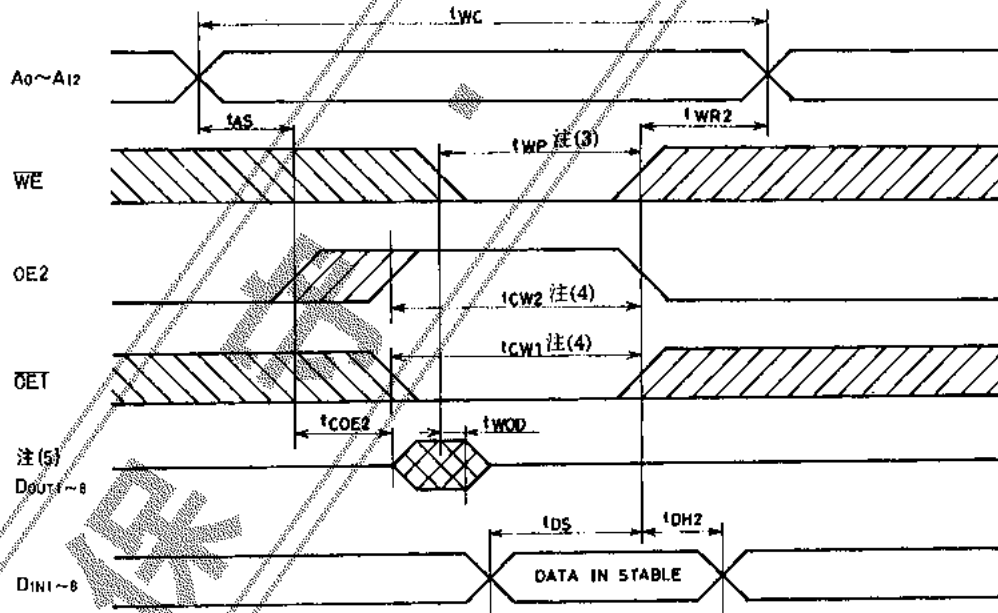 tWC
A0~A12
tAS
tWR2
tWP 注(3)
WE
OE2
tCW2 注(4)
tCW1 注(4)
OE1
tCOE2
tWOD
注(5)
DOUT1~8
tDS
tDH2
DIN1~8
DATA IN STABLE